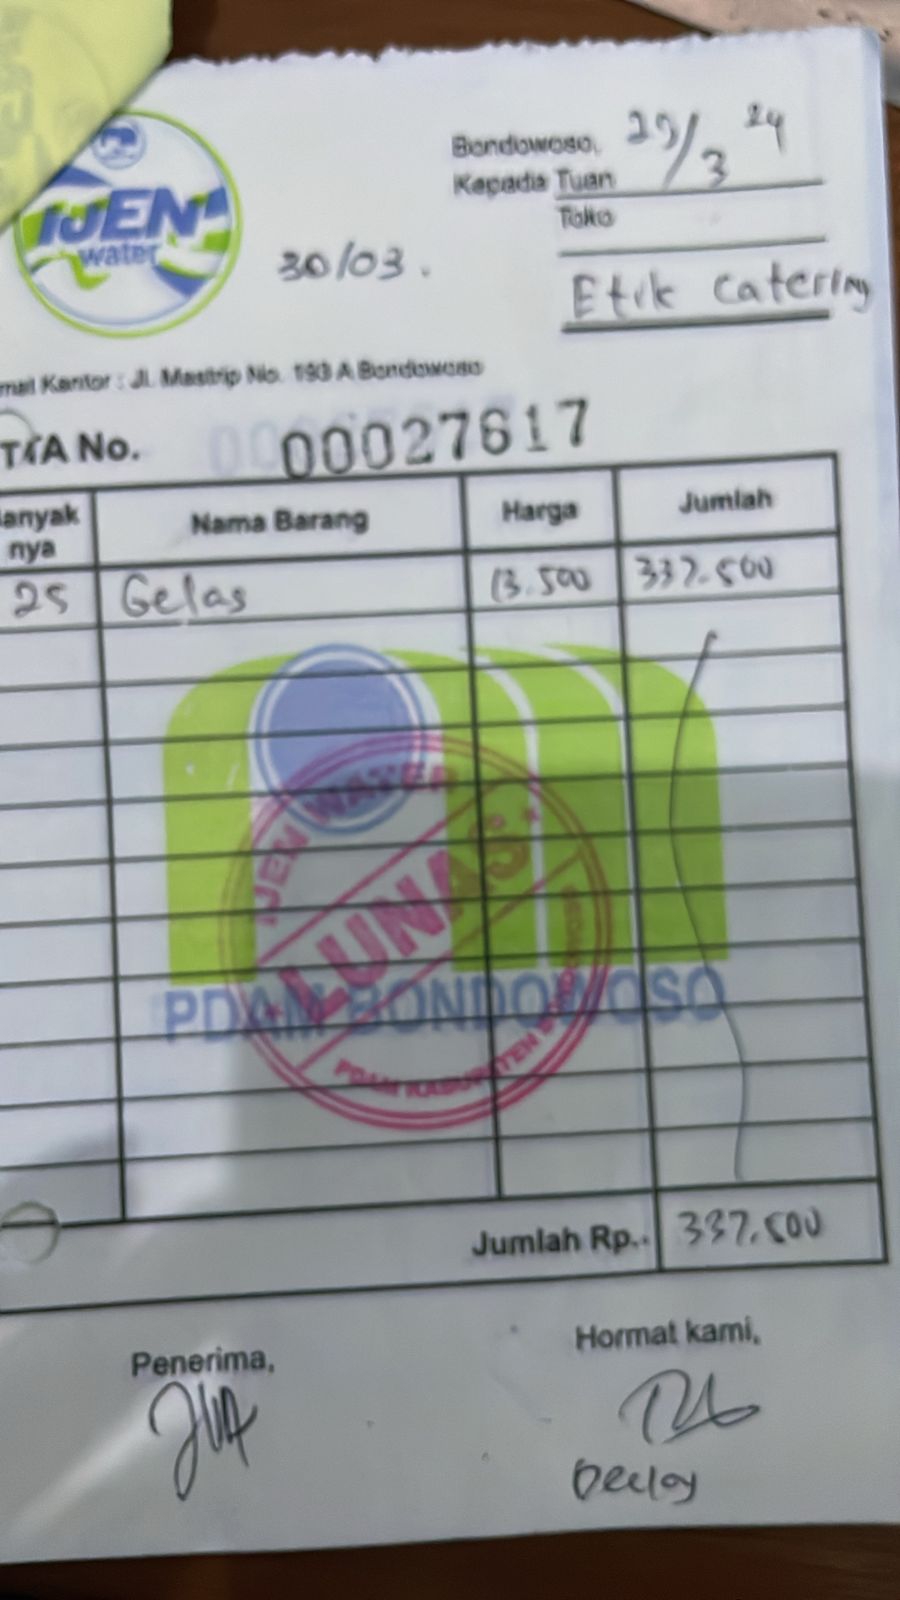 IJEN
water
Bondowoso, 29/3 24
Kepada Tuan
Toko
30/03.
Etik Catering
mat Kantor : Jl. Mastrip No. 193 A Bondowoso
TA No. 00027617
anyak nya Nama Barang Harga Jumlah
25 Gelas 13.500 337.500
IJEN WATER
LUNAS
PDAM BONDOWOSO
PDAM KABUPATEN BONDOWOSO
Jumlah Rp.. 337.500
Penerima, Hormat kami,